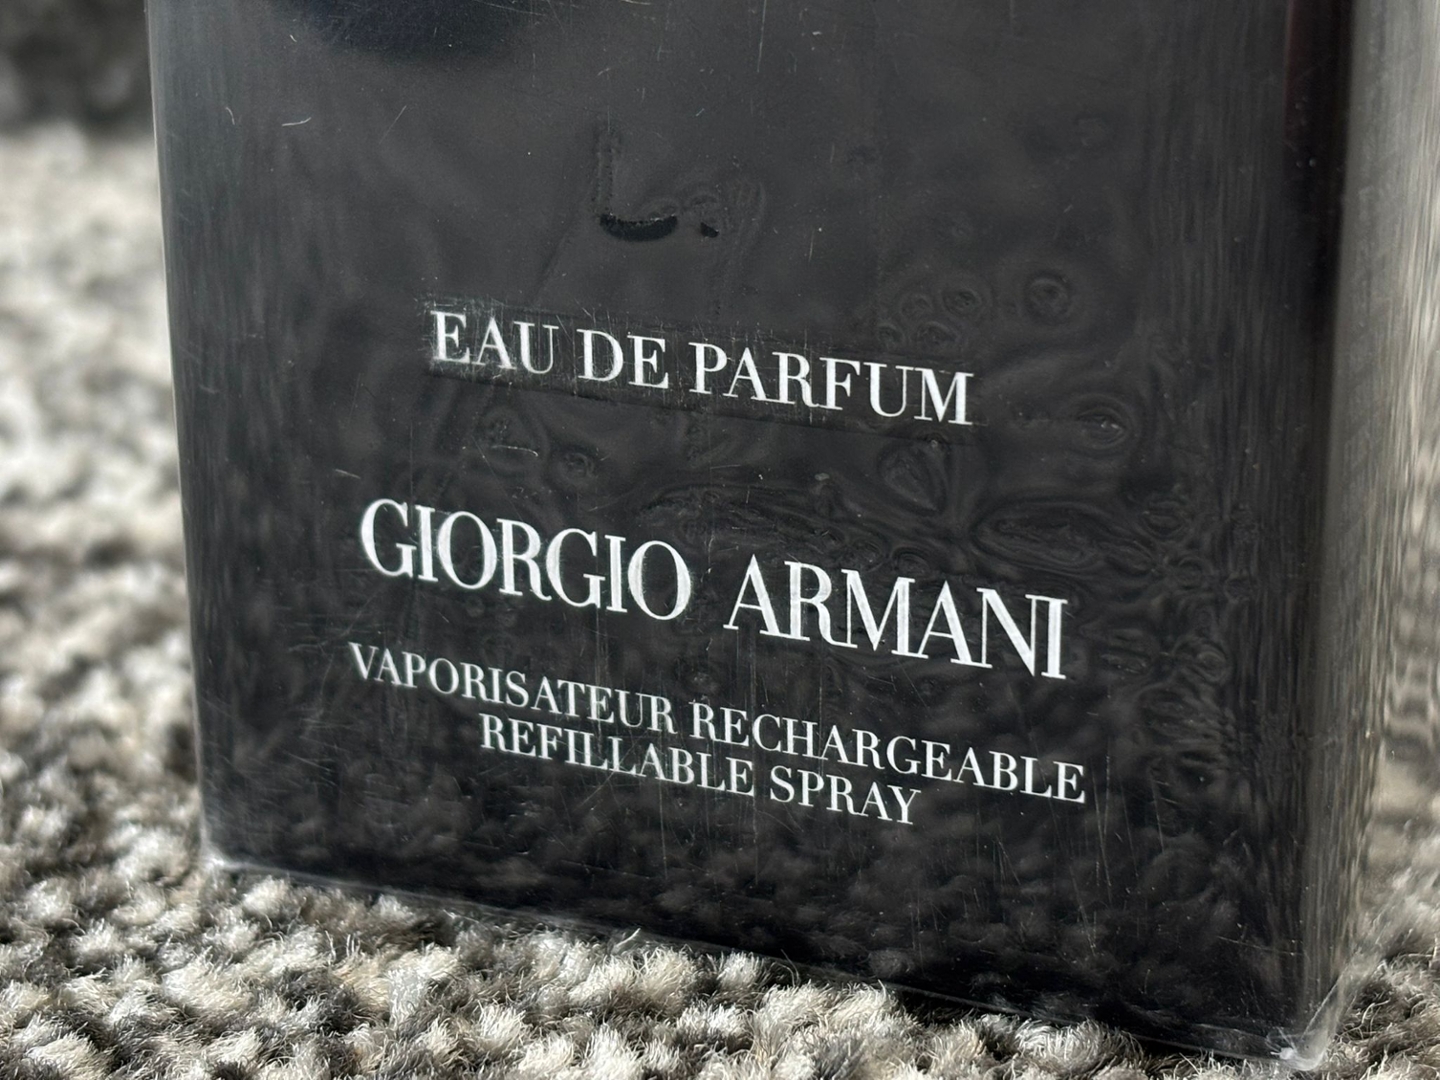 EAU DE PARFUM
GIORGIO ARMANI
VAPORISATEUR RECHARGEABLE
REFILLABLE SPRAY